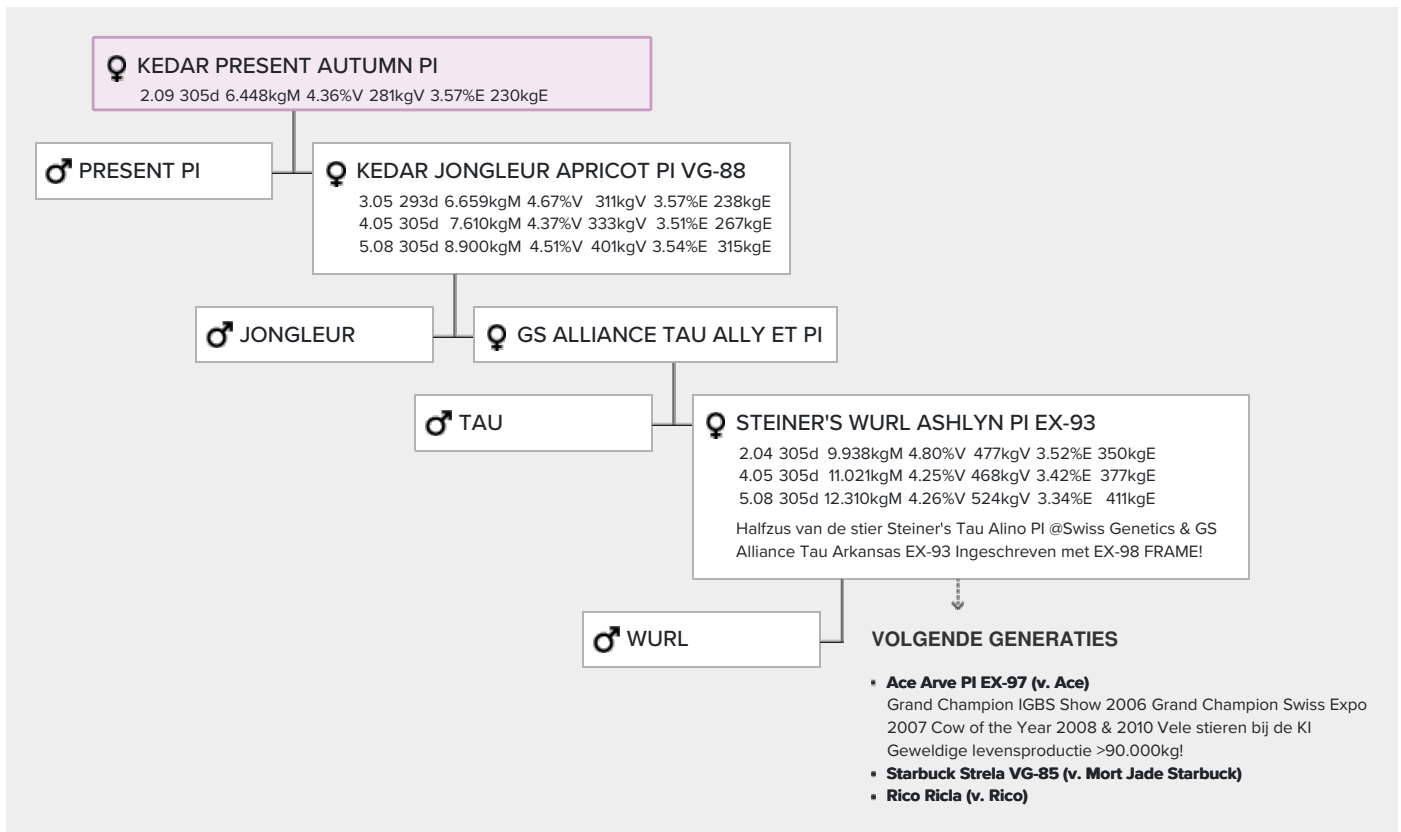 KEDAR PRESENT AUTUMN PI
2.09 305d 6.448kgM 4.36%V 281kgV 3.57%E 230kgE
PRESENT PI
KEDAR JONGLEUR APRICOT PI VG-88
3.05 293d 6.659kgM 4.67%V 311kgV 3.57%E 238kgE
4.05 305d 7.610kgM 4.37%V 333kgV 3.51%E 267kgE
5.08 305d 8.900kgM 4.51%V 401kgV 3.54%E 315kgE
JONGLEUR
GS ALLIANCE TAU ALLY ET PI
TAU
STEINER'S WURL ASHLYN PI EX-93
2.04 305d 9.938kgM 4.80%V 477kgV 3.52%E 350kgE
4.05 305d 11.021kgM 4.25%V 468kgV 3.42%E 377kgE
5.08 305d 12.310kgM 4.26%V 524kgV 3.34%E 411kgE
Halfzus van de stier Steiner's Tau Alino PI @Swiss Genetics & GS
Alliance Tau Arkansas EX-93 Ingeschreven met EX-98 FRAME!
WURL
VOLGENDE GENERATIES
Ace Arve PI EX-97 (v. Ace)
Grand Champion IGBS Show 2006 Grand Champion Swiss Expo
2007 Cow of the Year 2008 & 2010 Vele stieren bij de KI
Geweldige levensproductie >90.000kg!
Starbuck Strela VG-85 (v. Mort Jade Starbuck)
Rico Ricla (v. Rico)